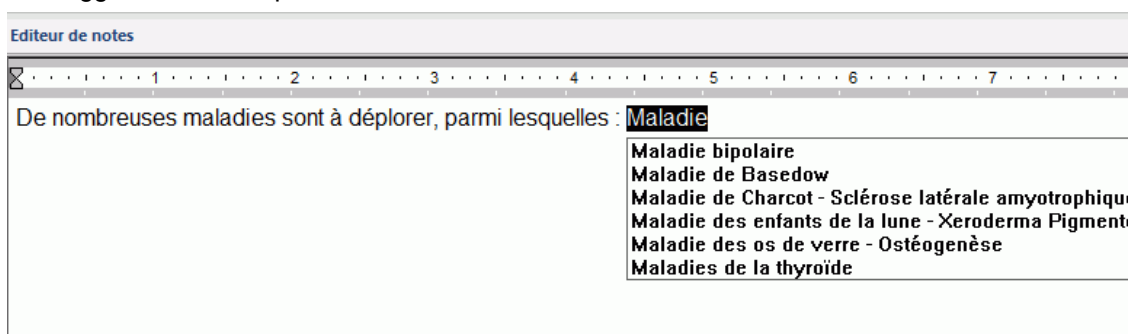 Editeur de notes
1 2 3 4 5 6 7
De nombreuses maladies sont à déplorer, parmi lesquelles : Maladie
Maladie bipolaire
Maladie de Basedow
Maladie de Charcot - Sclérose latérale amyotrophique
Maladie des enfants de la lune - Xeroderma Pigment
Maladie des os de verre - Ostéogenèse
Maladies de la thyroïde